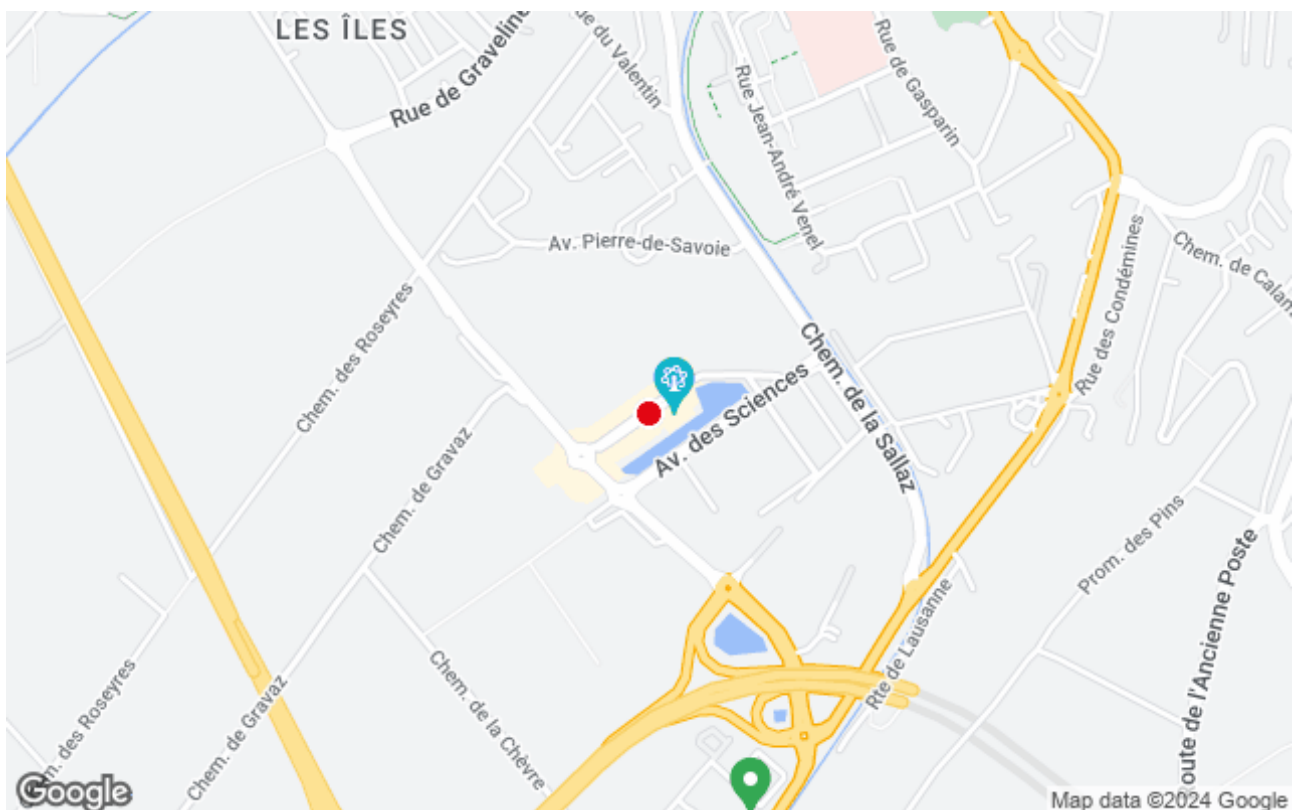 LES ÎLES
Rue de Graveline
ue du Valentin
Rue Jean-André Venel
Rue de Gasparin
Av. Pierre-de-Savoie
Chem. des Roseyres
Chem. de la Sallaz
Rue des Condémines
Chem. de Calam
Av. des Sciences
Chem. de Gravaz
Prom. des Pins
Route de l'Ancienne Poste
Rte de Lausanne
m. des Roseyres
Chem. de Gravaz
Chem. de la Chèvre
Google
Map data ©2024 Google